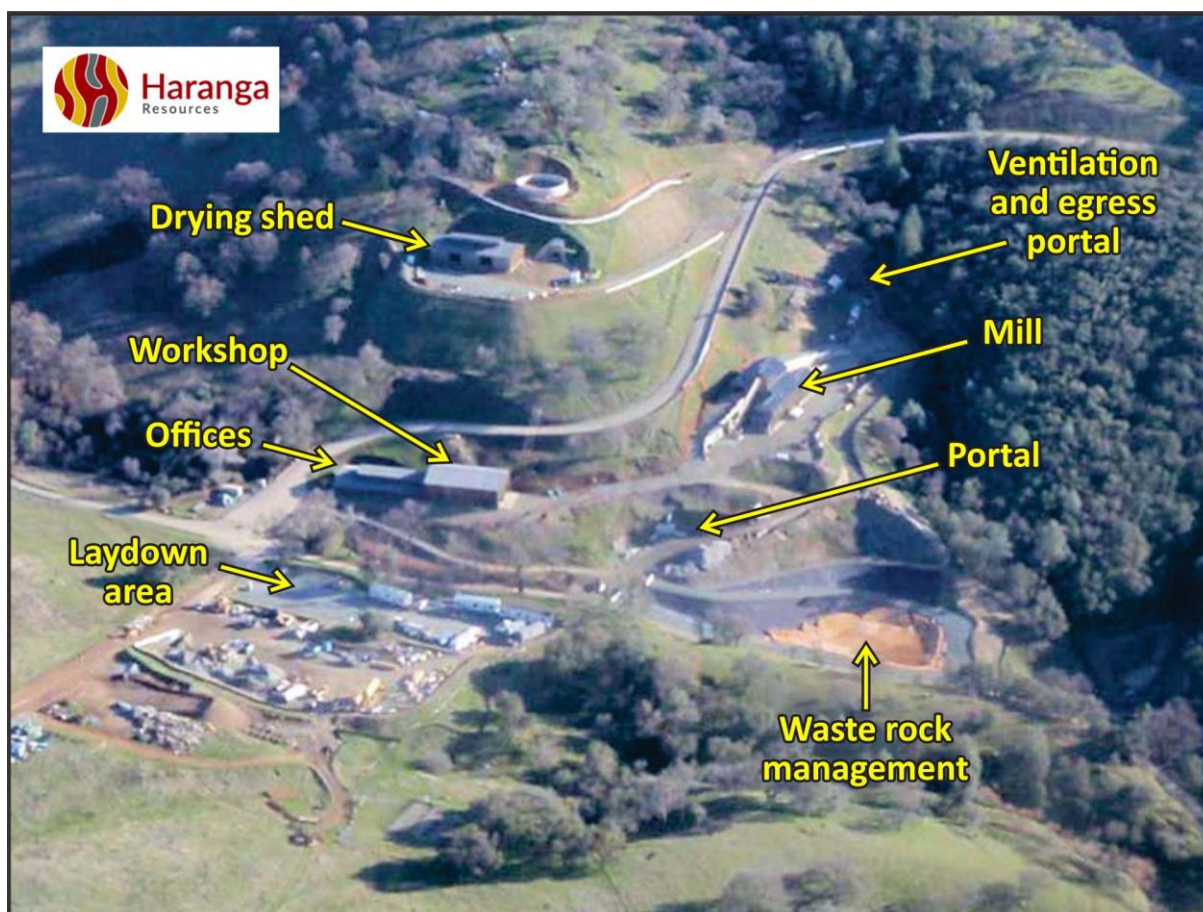 Haranga
Resources
Ventilation
and egress
portal
Drying shed
Mill
Workshop
Offices
Portal
Laydown
area
Waste rock
management